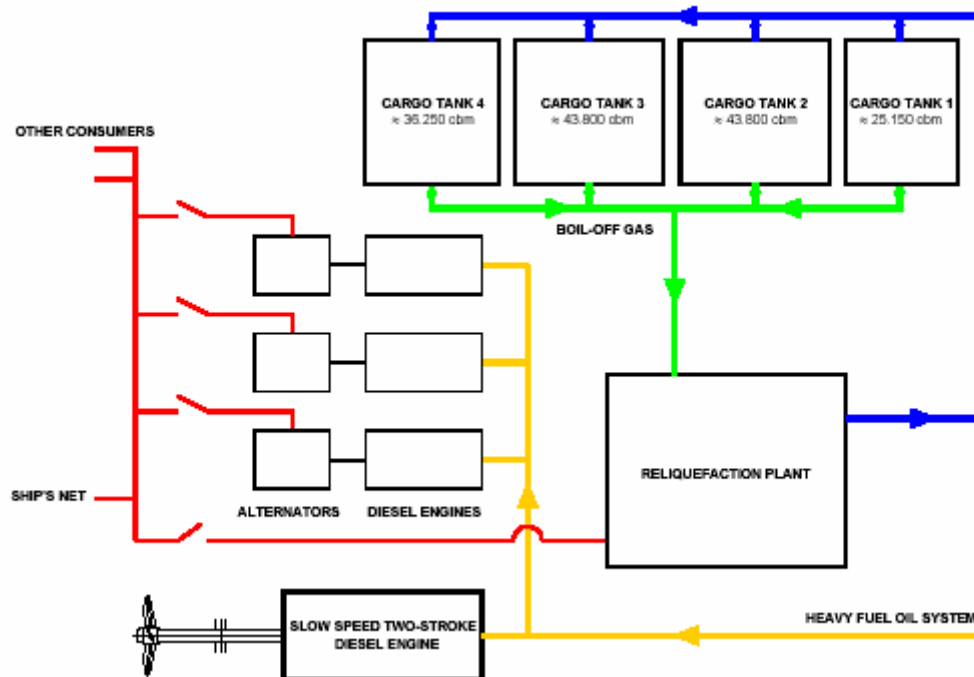 CARGO TANK 4
≈ 36.250 cbm
CARGO TANK 3
≈ 43.800 cbm
CARGO TANK 2
≈ 43.800 cbm
CARGO TANK 1
≈ 25.150 cbm
OTHER CONSUMERS
BOIL-OFF GAS
RELIQUEFACTION PLANT
SHIP'S NET
ALTERNATORS
DIESEL ENGINES
SLOW SPEED TWO-STROKE
DIESEL ENGINE
HEAVY FUEL OIL SYSTEM